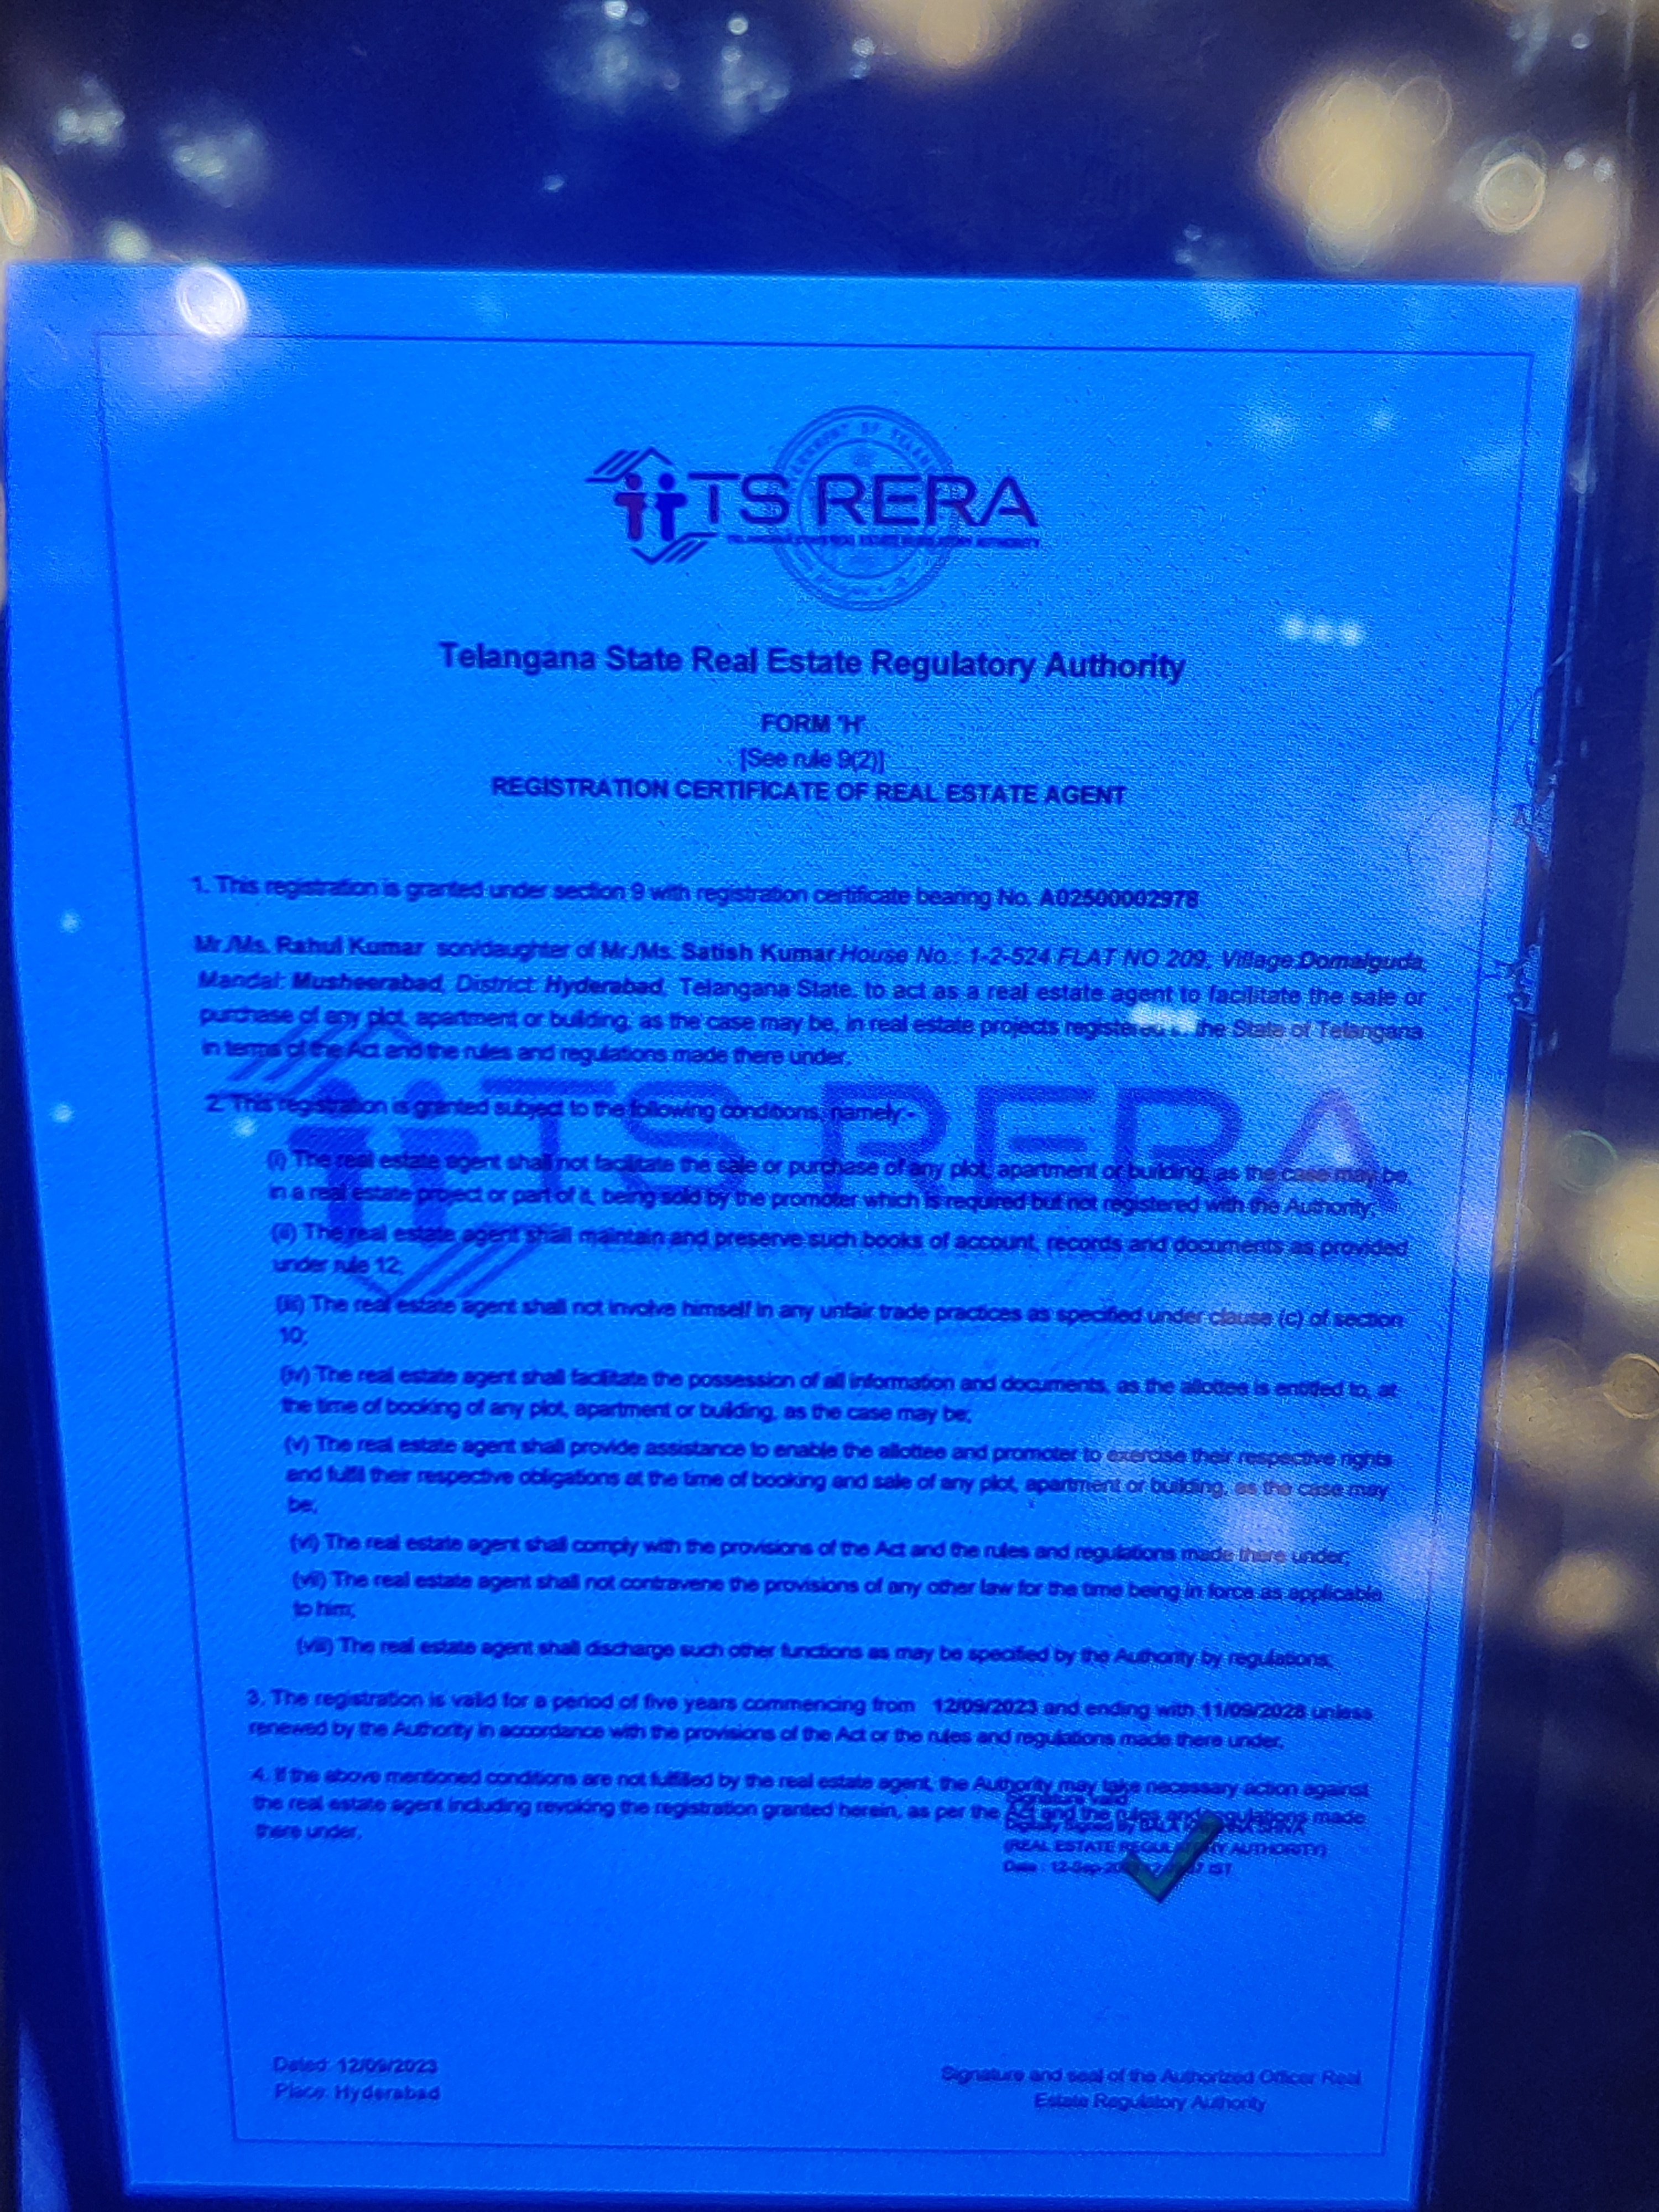 TS RERA
TELANGANA STATE REAL ESTATE REGULATORY AUTHORITY
Telangana State Real Estate Regulatory Authority
FORM 'H'
[See rule 9(2)]
REGISTRATION CERTIFICATE OF REAL ESTATE AGENT
1. This registration is granted under section 9 with registration certificate bearing No. A02500002978
Mr./Ms. Rahul Kumar son/daughter of Mr./Ms. Satish Kumar House No.: 1-2-524 FLAT NO 209, Village:Domalguda,
Mandal: Musheerabad, District: Hyderabad, Telangana State. to act as a real estate agent to facilitate the sale or
purchase of any plot, apartment or building, as the case may be, in real estate projects registered the State of Telangana
in terms of the Act and the rules and regulations made there under.
TS RERA
2. This registration is granted subject to the following conditions, namely:-
(i) The real estate agent shall not facilitate the sale or purchase of any plot, apartment or building, as the case may be,
in a real estate project or part of it, being sold by the promoter which is required but not registered with the Authority;
(ii) The real estate agent shall maintain and preserve such books of account, records and documents as provided
under rule 12;
(iii) The real estate agent shall not involve himself in any unfair trade practices as specified under clause (c) of section
10;
(iv) The real estate agent shall facilitate the possession of all information and documents, as the allottee is entitled to, at
the time of booking of any plot, apartment or building, as the case may be;
(v) The real estate agent shall provide assistance to enable the allottee and promoter to exercise their respective rights
and fulfil their respective obligations at the time of booking and sale of any plot, apartment or building, as the case may
be;
(vi) The real estate agent shall comply with the provisions of the Act and the rules and regulations made there under;
(vii) The real estate agent shall not contravene the provisions of any other law for the time being in force as applicable
to him;
(viii) The real estate agent shall discharge such other functions as may be specified by the Authority by regulations;
3. The registration is valid for a period of five years commencing from 12/09/2023 and ending with 11/09/2028 unless
renewed by the Authority in accordance with the provisions of the Act or the rules and regulations made there under.
4. If the above mentioned conditions are not fulfilled by the real estate agent, the Authority may take necessary action against
the real estate agent including revoking the registration granted herein, as per the Act and the rules and regulations made
there under.
Signature valid
Digitally Signed By
(REAL ESTATE AUTHORITY)
Date : IST
Dated: 12/09/2023
Place: Hyderabad
Signature and seal of the Authorized Officer Real
Estate Regulatory Authority